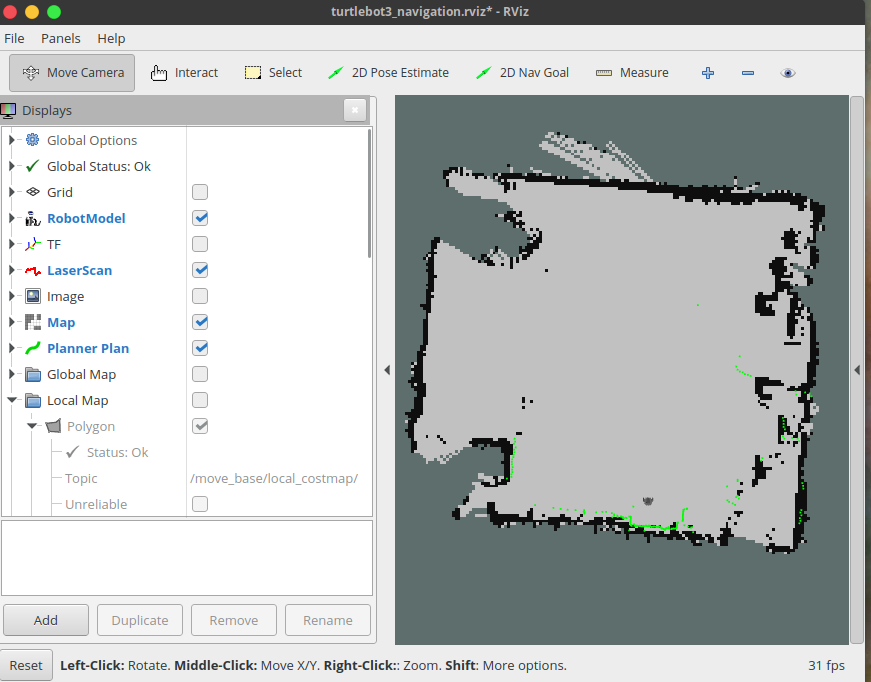 turtlebot3_navigation.rviz* - RViz
File Panels Help
Move Camera Interact Select 2D Pose Estimate 2D Nav Goal Measure
Displays
Global Options
Global Status: Ok
Grid
RobotModel
TF
LaserScan
Image
Map
Planner Plan
Global Map
Local Map
Polygon
Status: Ok
Topic /move_base/local_costmap/
Unreliable
Add Duplicate Remove Rename
Reset Left-Click: Rotate. Middle-Click: Move X/Y. Right-Click:: Zoom. Shift: More options. 31 fps